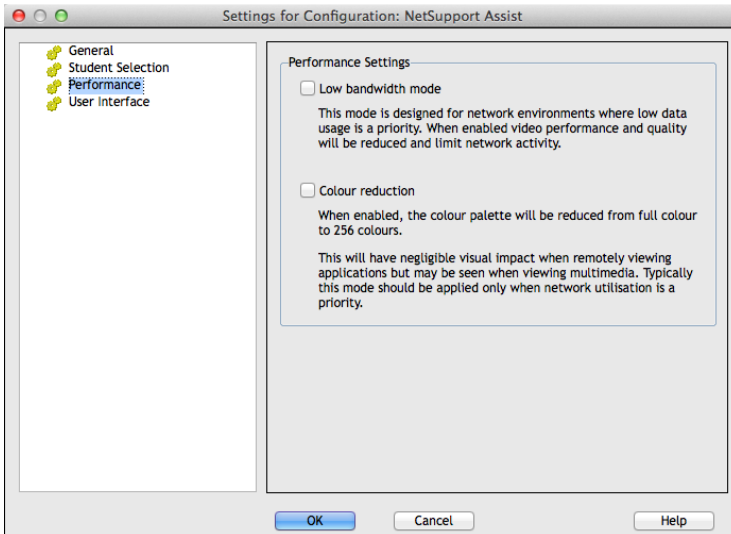 Settings for Configuration: NetSupport Assist
General
Student Selection
Performance
User Interface
Performance Settings
Low bandwidth mode
This mode is designed for network environments where low data
usage is a priority. When enabled video performance and quality
will be reduced and limit network activity.
Colour reduction
When enabled, the colour palette will be reduced from full colour
to 256 colours.
This will have negligible visual impact when remotely viewing
applications but may be seen when viewing multimedia. Typically
this mode should be applied only when network utilisation is a
priority.
OK
Cancel
Help